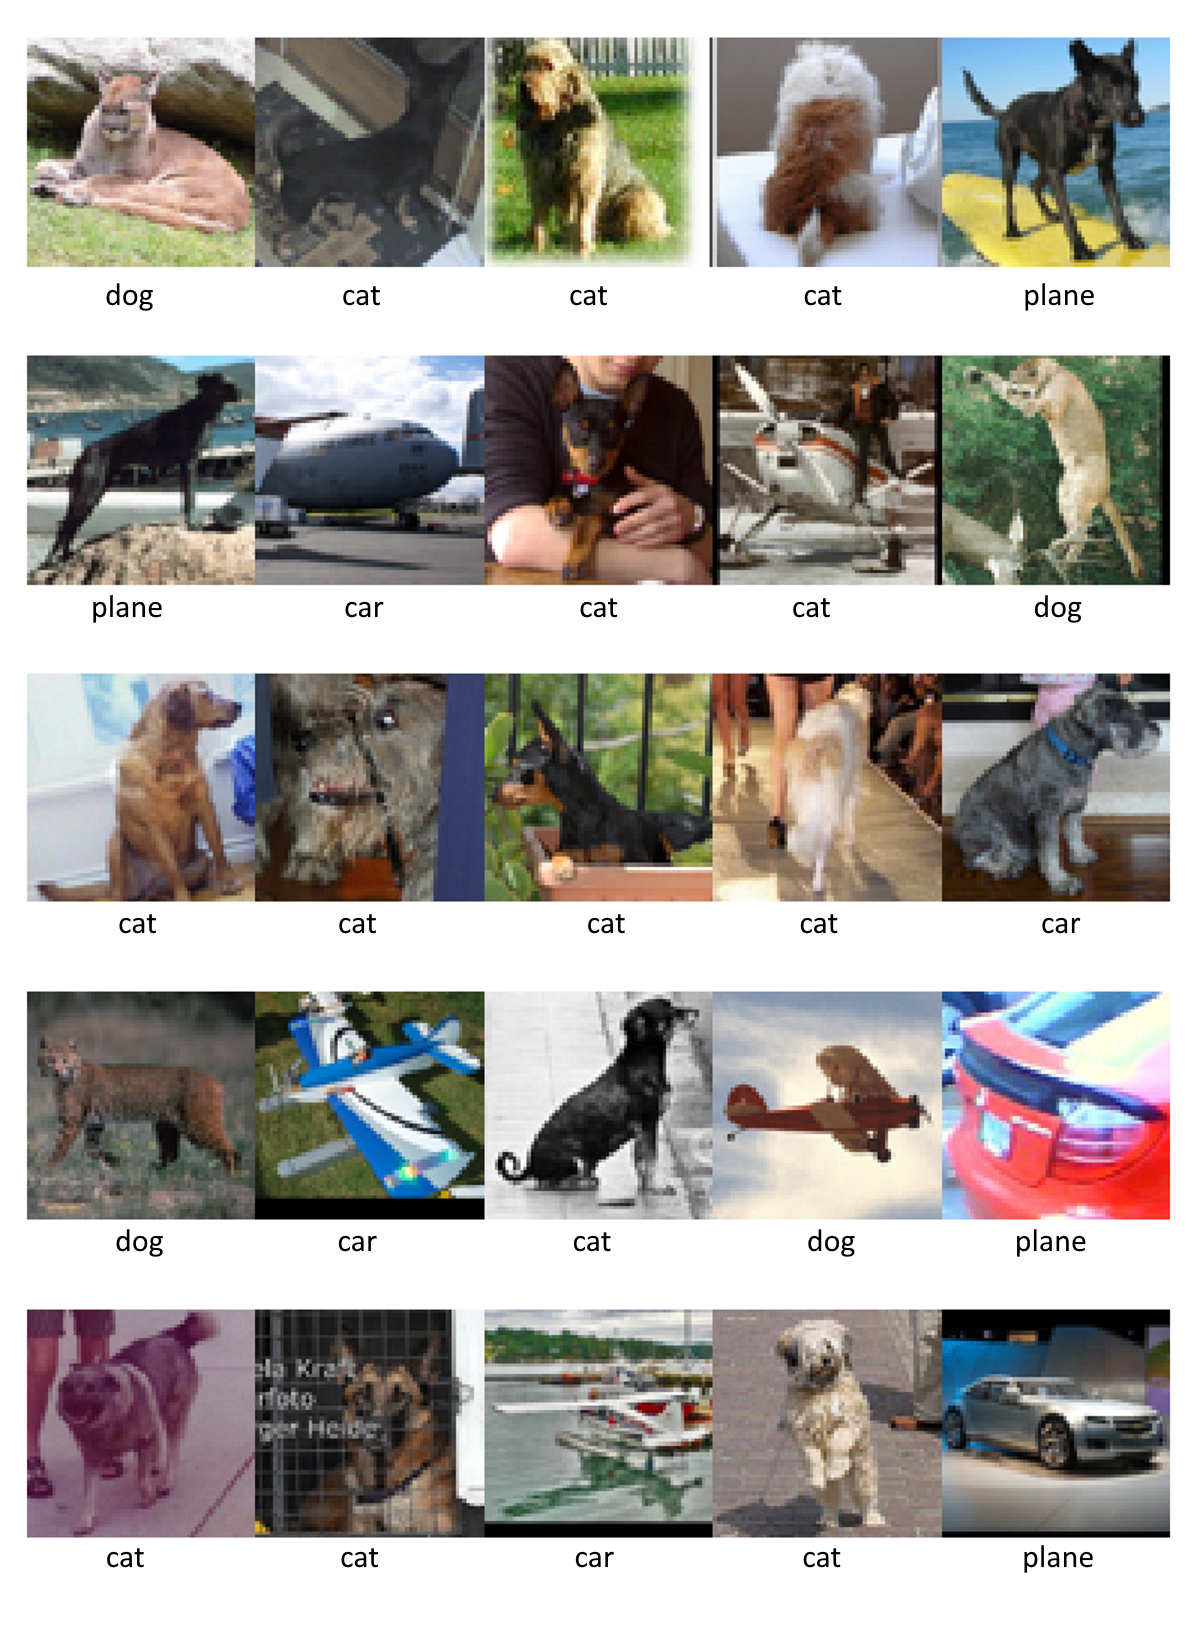 dog cat cat cat plane
plane car cat cat dog
cat cat cat cat car
dog car cat dog plane
ela Kraft
rfoto
ger Heide
cat cat car cat plane